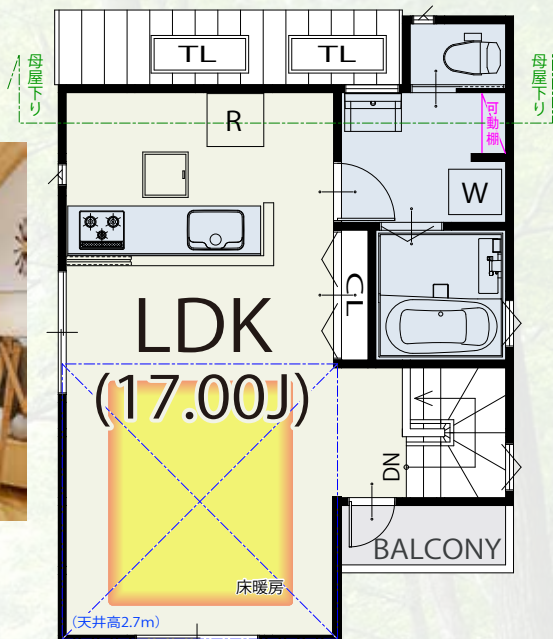 TL
TL
母屋下り
母屋下り
R
可動棚
W
CL
LDK
(17.00J)
DN
BALCONY
床暖房
(天井高2.7m)